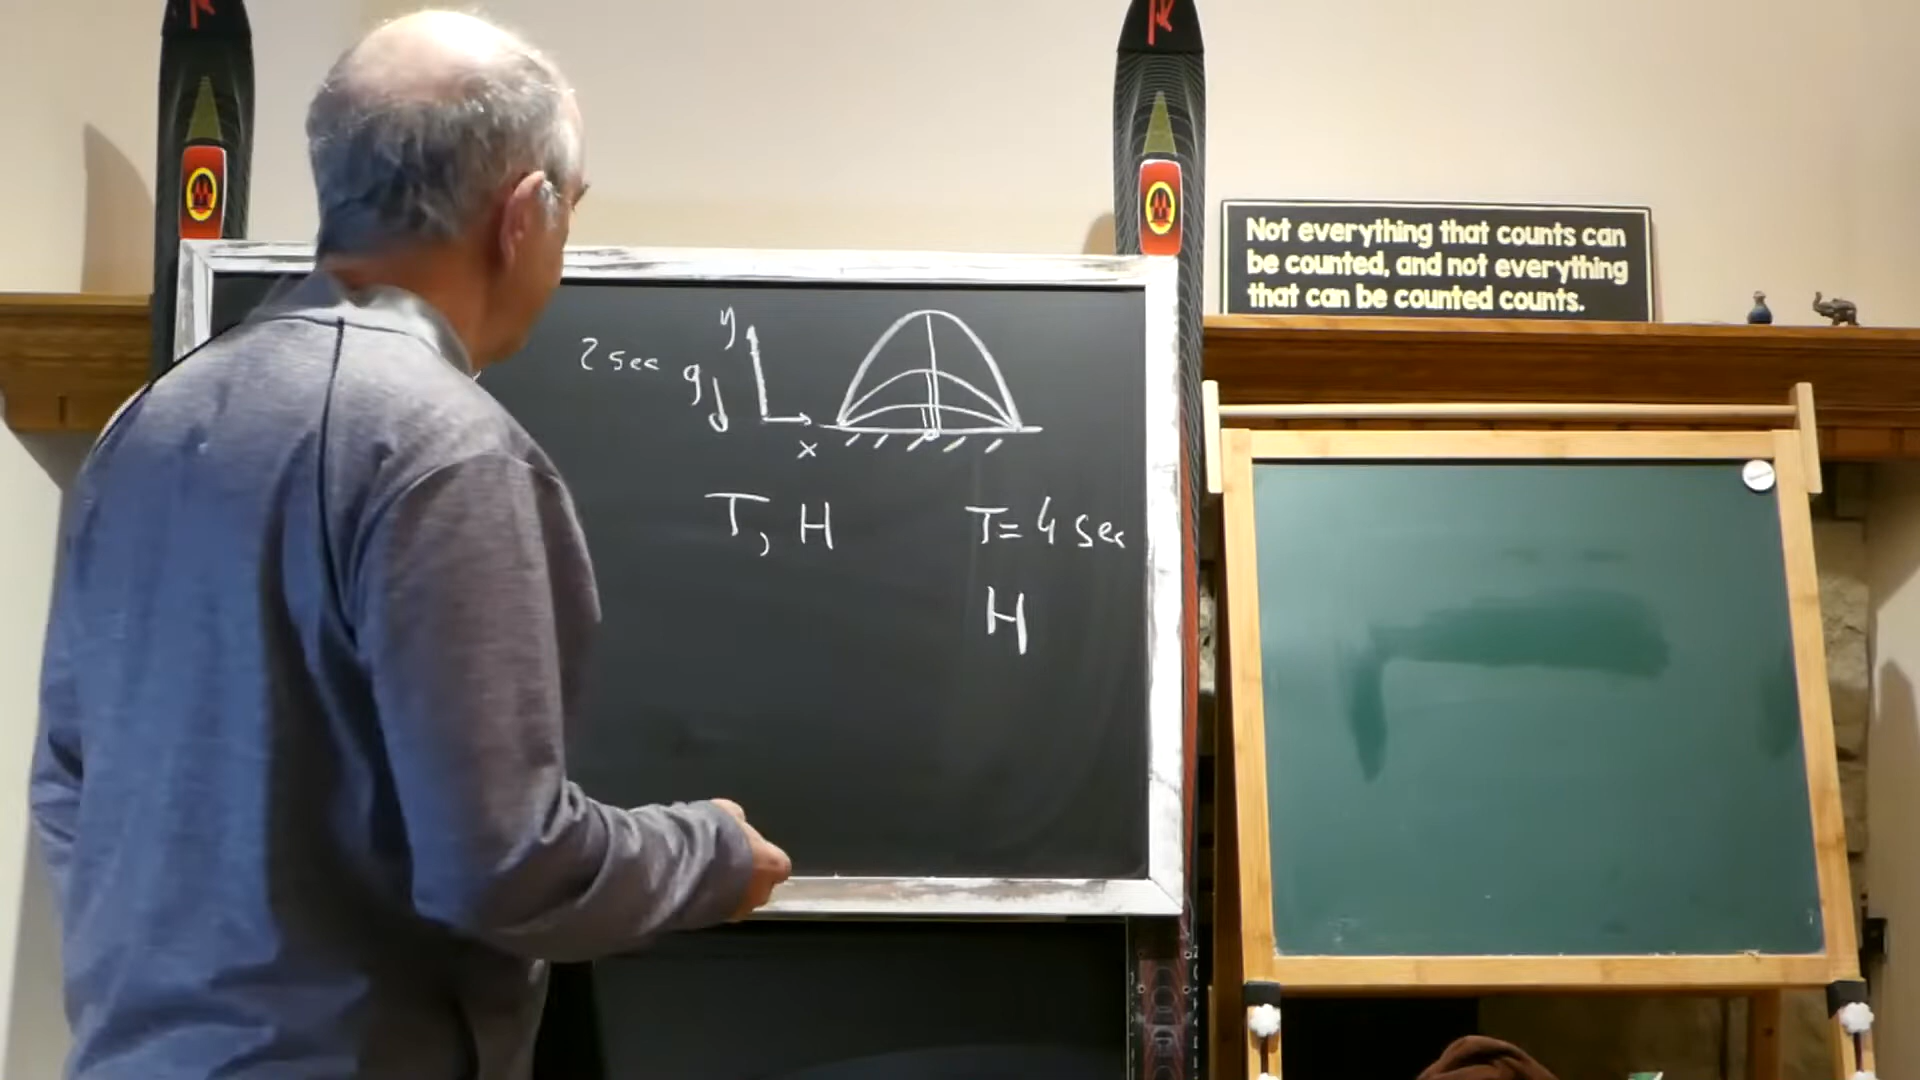 Not everything that counts can
be counted, and not everything
that can be counted counts.
2 sec
g
y
x
T, H
T = 4 sec
H